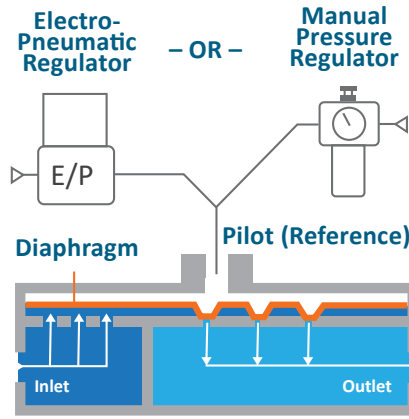 Electro-
Pneumatic
Regulator
– OR –
Manual
Pressure
Regulator
E/P
Pilot (Reference)
Diaphragm
Inlet
Outlet